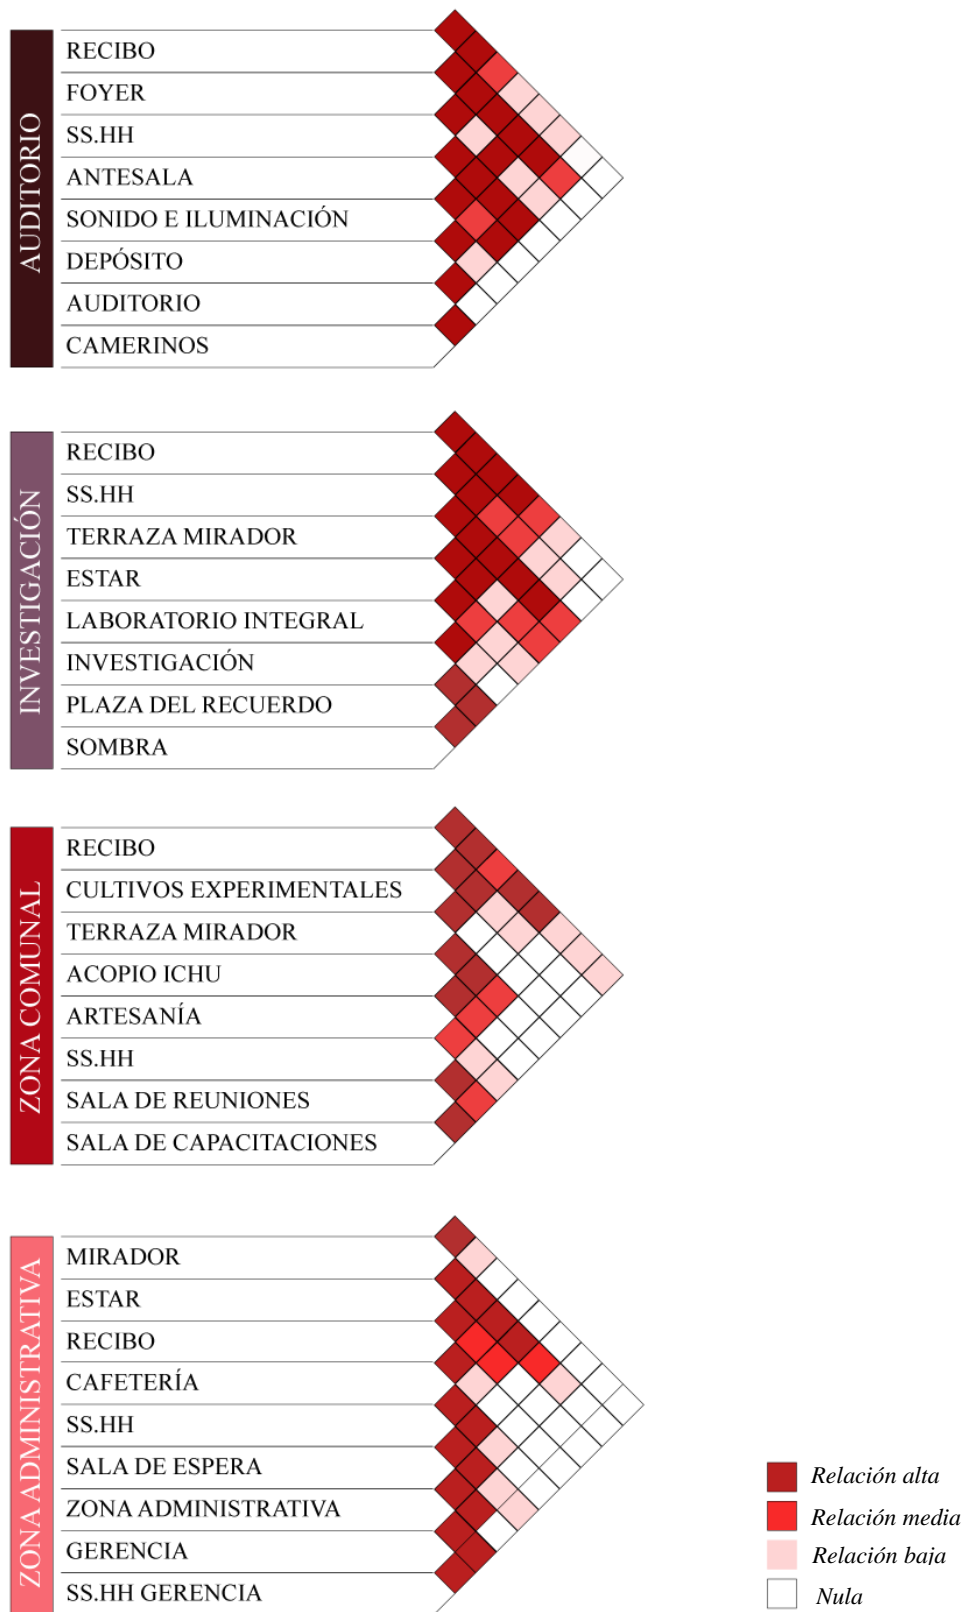 AUDITORIO
RECIBO
FOYER
SS.HH
ANTESALA
SONIDO E ILUMINACIÓN
DEPÓSITO
AUDITORIO
CAMERINOS
INVESTIGACIÓN
RECIBO
SS.HH
TERRAZA MIRADOR
ESTAR
LABORATORIO INTEGRAL
INVESTIGACIÓN
PLAZA DEL RECUERDO
SOMBRA
ZONA COMUNAL
RECIBO
CULTIVOS EXPERIMENTALES
TERRAZA MIRADOR
ACOPIO ICHU
ARTESANÍA
SS.HH
SALA DE REUNIONES
SALA DE CAPACITACIONES
ZONA ADMINISTRATIVA
MIRADOR
ESTAR
RECIBO
CAFETERÍA
SS.HH
SALA DE ESPERA
ZONA ADMINISTRATIVA
GERENCIA
SS.HH GERENCIA
Relación alta
Relación media
Relación baja
Nula